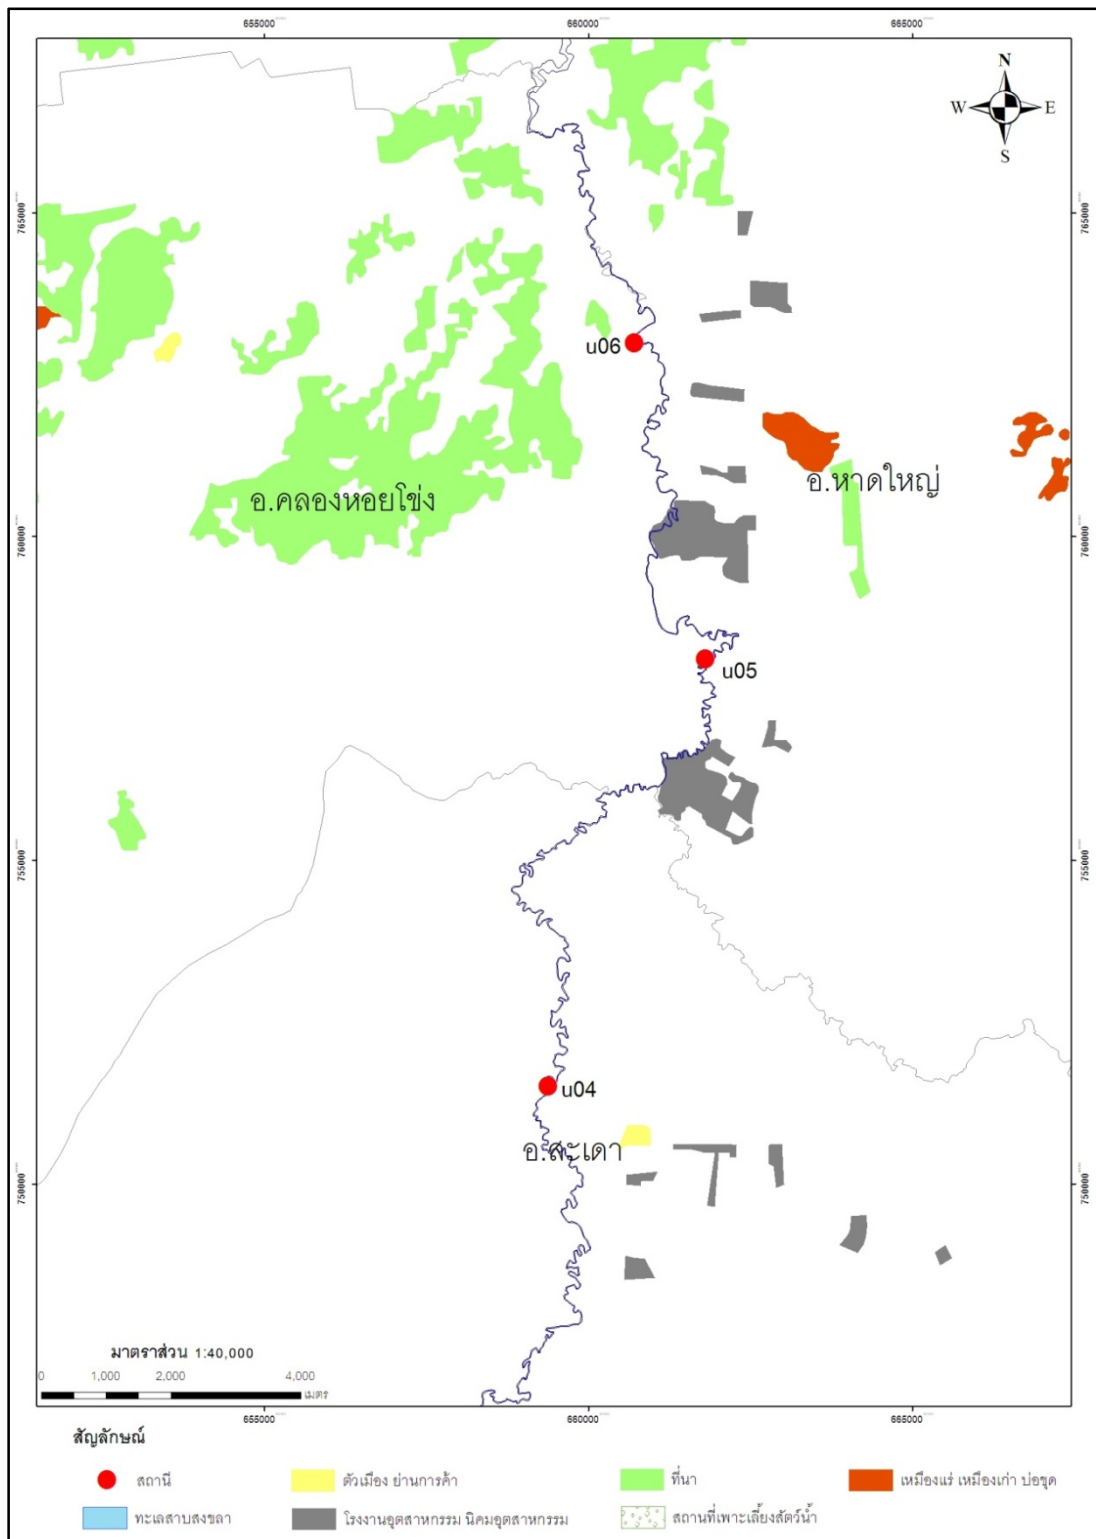 655000 660000 665000
N
W E
S
765000 765000
u06
อ.หาดใหญ่
อ.คลองหอยโข่ง
760000 760000
u05
755000 755000
u04
อ.สะเดา
750000 750000
มาตราส่วน 1:40,000
0 1,000 2,000 4,000
เมตร
655000 660000 665000
สัญลักษณ์
สถานี ตัวเมือง ย่านการค้า ที่นา เหมืองแร่ เหมืองเก่า บ่อขุด
ทะเลสาบสงขลา โรงงานอุตสาหกรรม นิคมอุตสาหกรรม สถานที่เพาะเลี้ยงสัตว์น้ำ